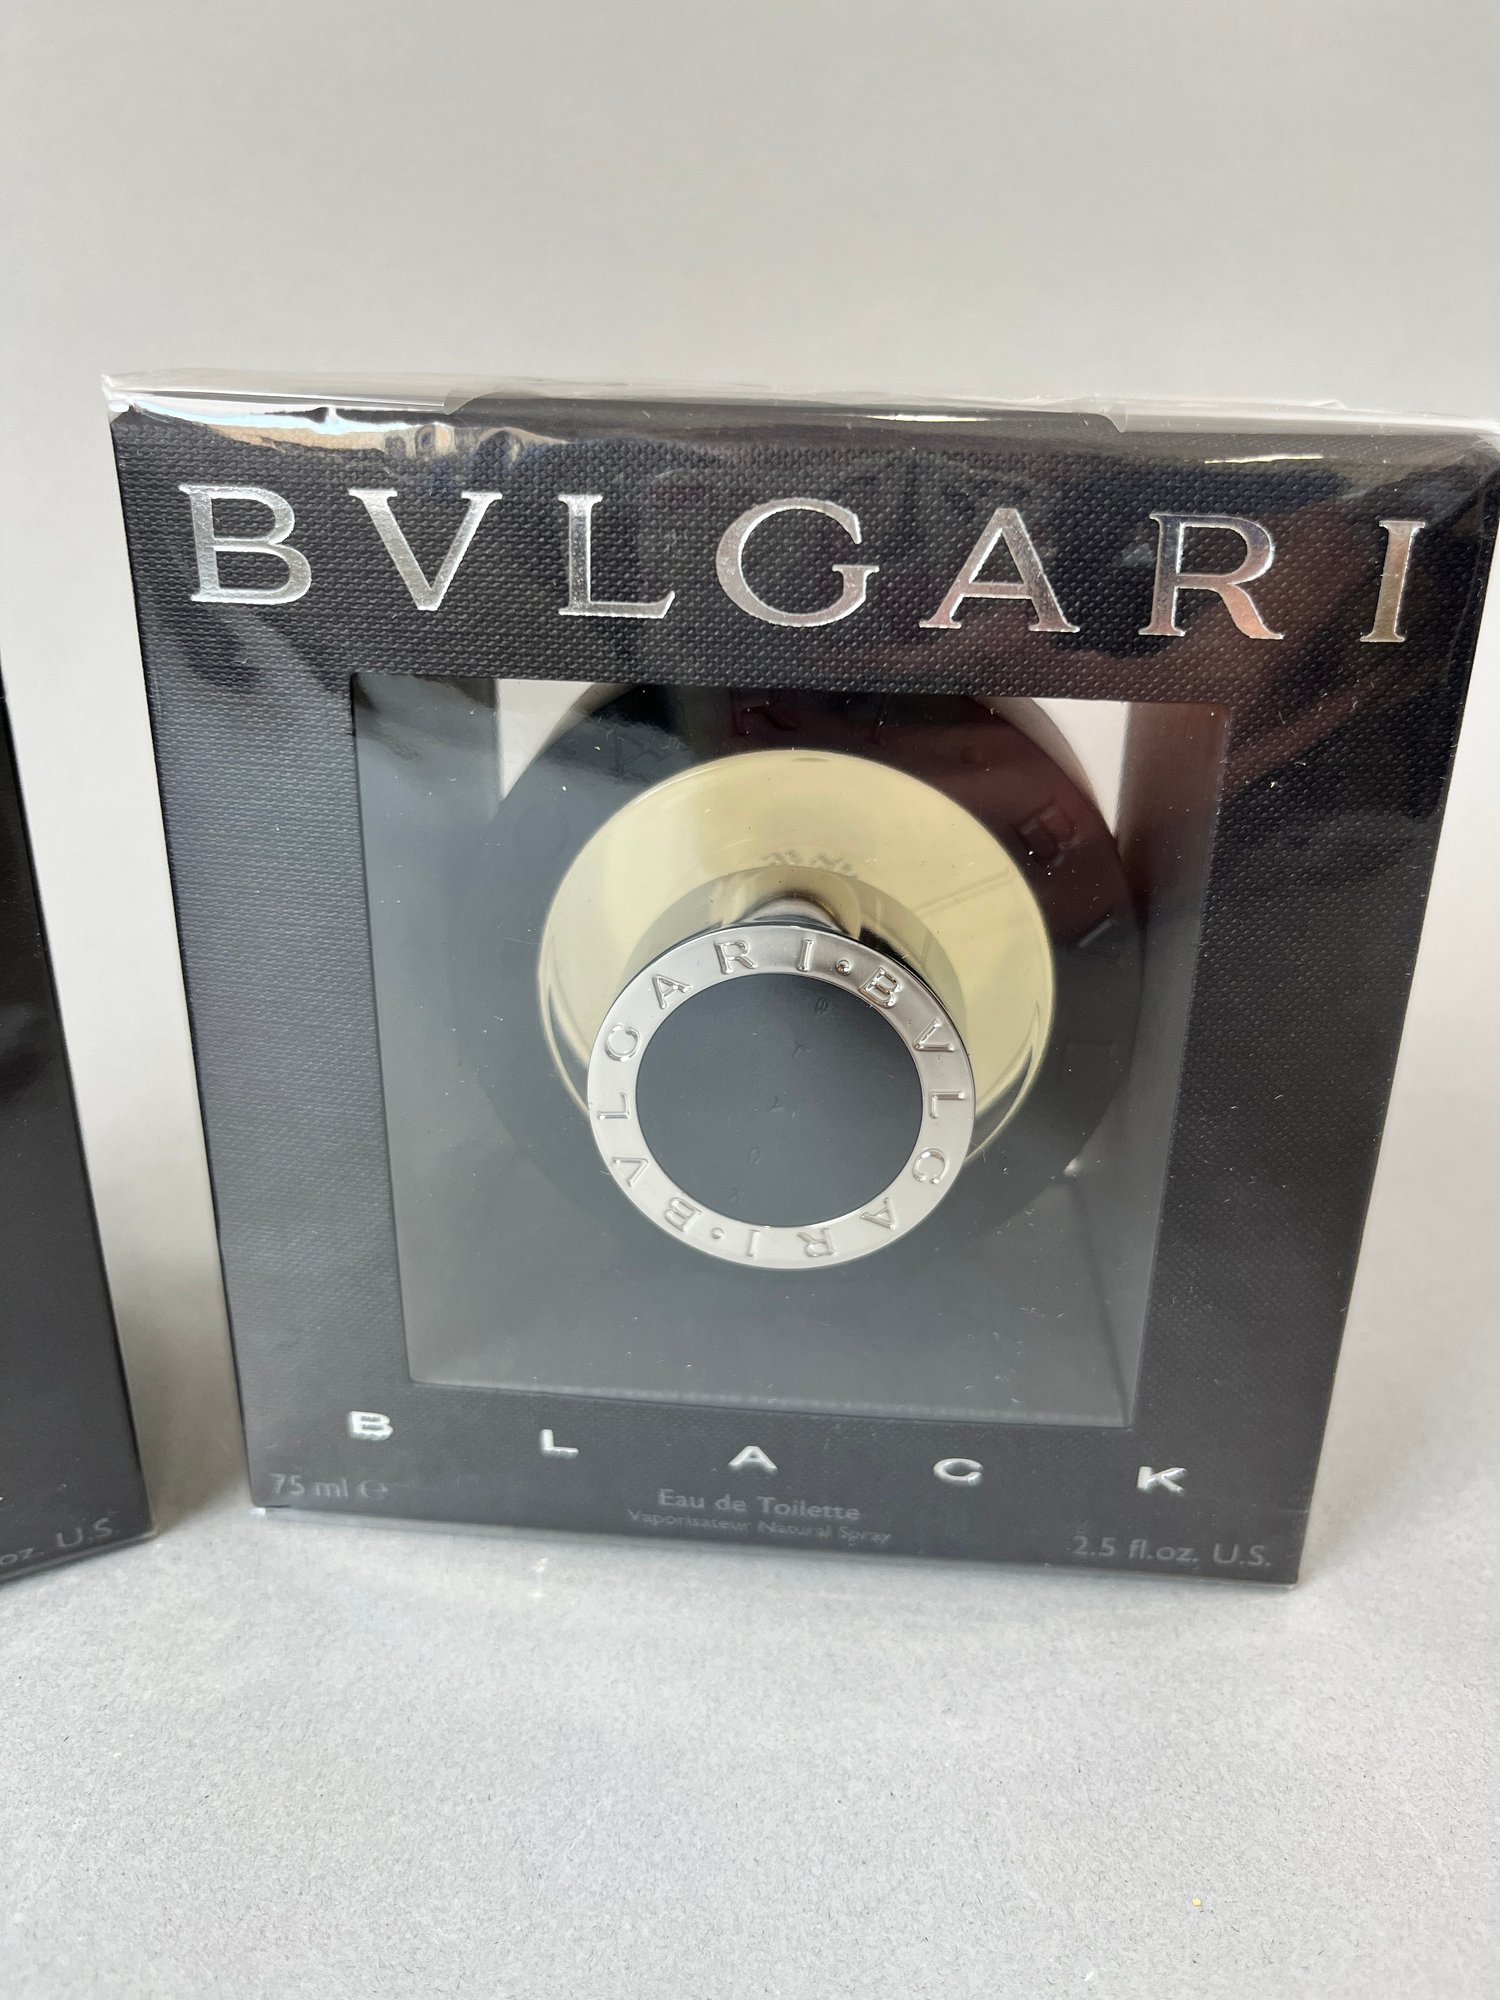 BVLGARI
BVLGARI•BVLGARI•
BLACK
75 ml ℮
Eau de Toilette
Vaporisateur Natural Spray
2.5 fl.oz. U.S.
oz. U.S.